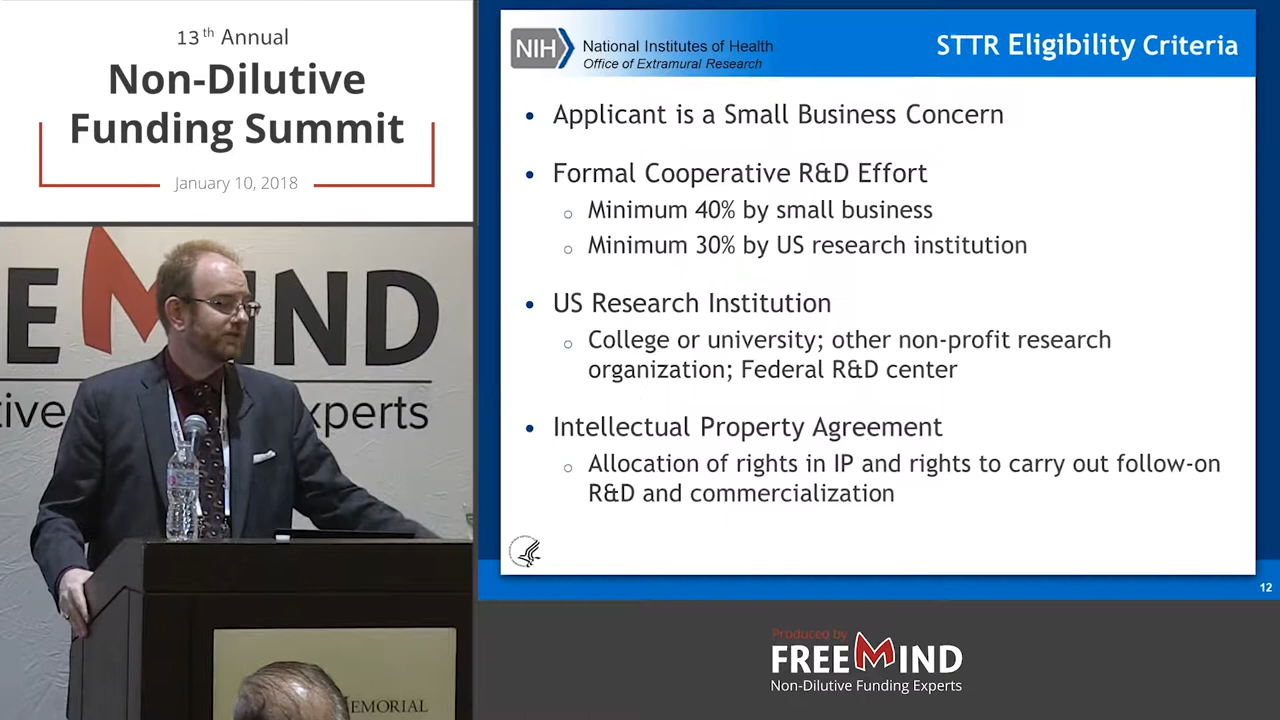 13th Annual
Non-Dilutive
Funding Summit
January 10, 2018
E MIND
tive xperts
MEMORIAL
NIH
National Institutes of Health
Office of Extramural Research
STTR Eligibility Criteria
• Applicant is a Small Business Concern
• Formal Cooperative R&D Effort
○ Minimum 40% by small business
○ Minimum 30% by US research institution
• US Research Institution
○ College or university; other non-profit research
organization; Federal R&D center
• Intellectual Property Agreement
○ Allocation of rights in IP and rights to carry out follow-on
R&D and commercialization
12
Produced by
FREEMIND
Non-Dilutive Funding Experts